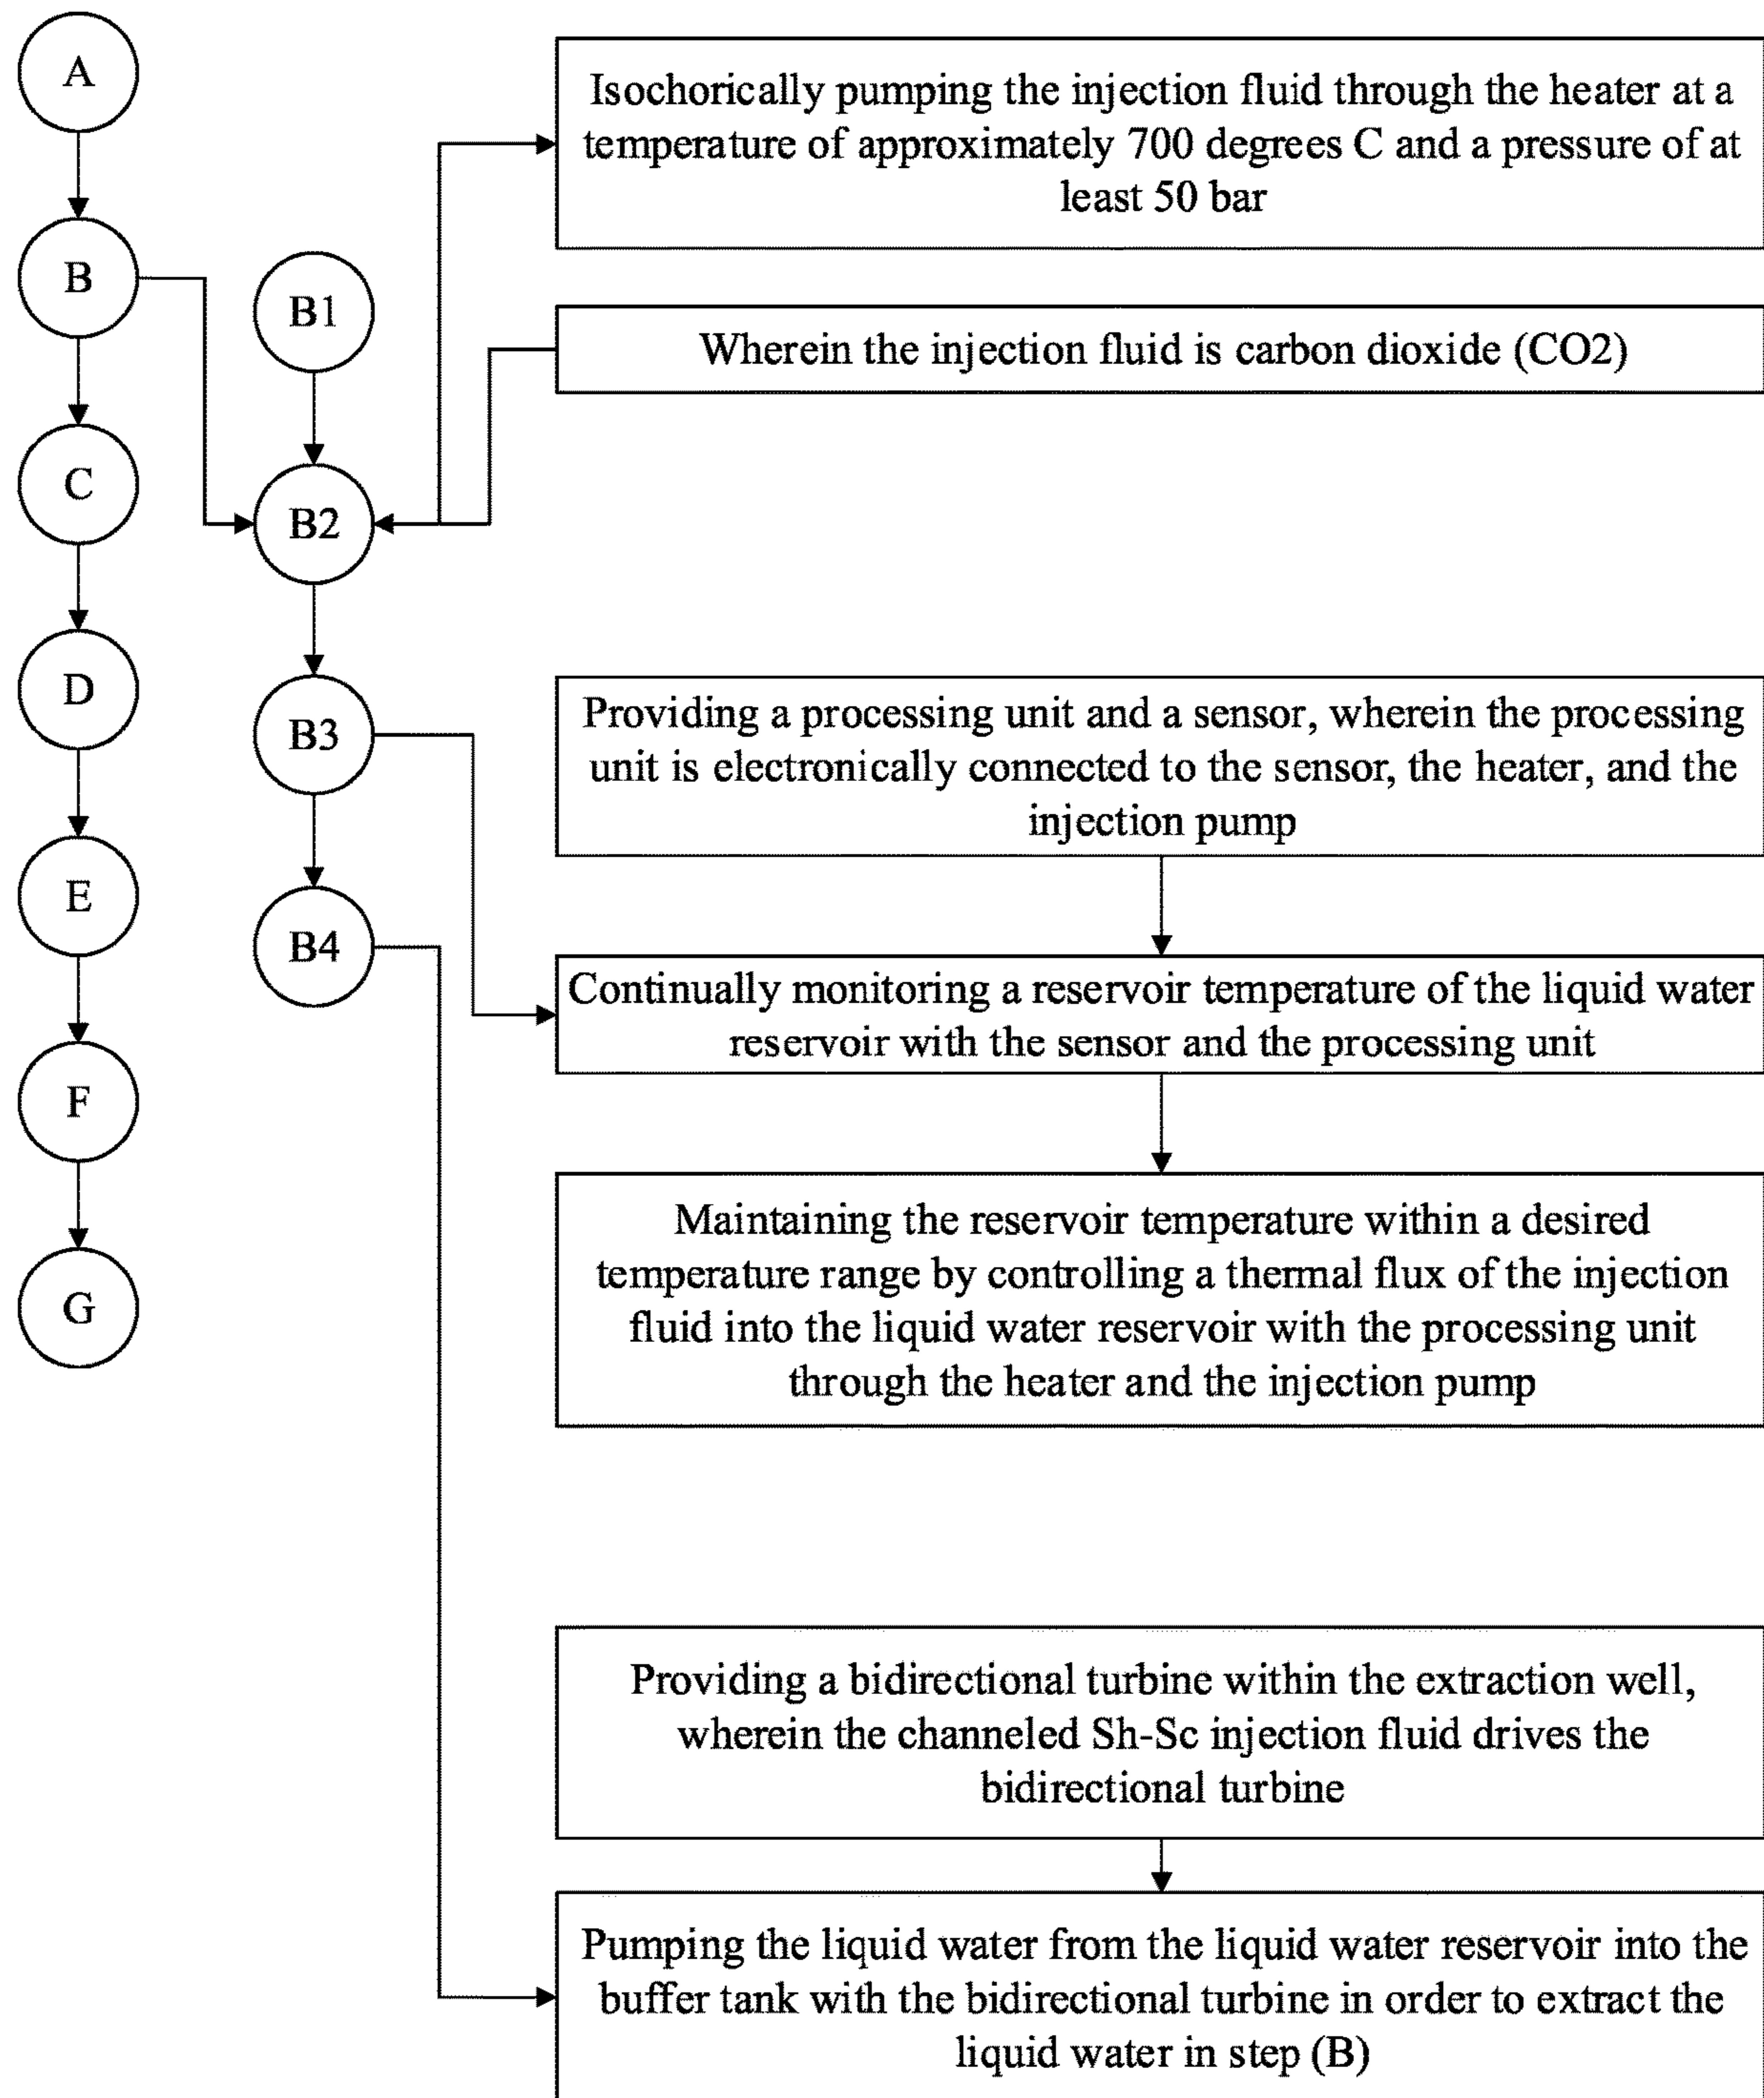 A
B
C
D
E
F
G
B1
B2
B3
B4
Isochorically pumping the injection fluid through the heater at a
temperature of approximately 700 degrees C and a pressure of at
least 50 bar
Wherein the injection fluid is carbon dioxide (CO2)
Providing a processing unit and a sensor, wherein the processing
unit is electronically connected to the sensor, the heater, and the
injection pump
Continually monitoring a reservoir temperature of the liquid water
reservoir with the sensor and the processing unit
Maintaining the reservoir temperature within a desired
temperature range by controlling a thermal flux of the injection
fluid into the liquid water reservoir with the processing unit
through the heater and the injection pump
Providing a bidirectional turbine within the extraction well,
wherein the channeled Sh-Sc injection fluid drives the
bidirectional turbine
Pumping the liquid water from the liquid water reservoir into the
buffer tank with the bidirectional turbine in order to extract the
liquid water in step (B)